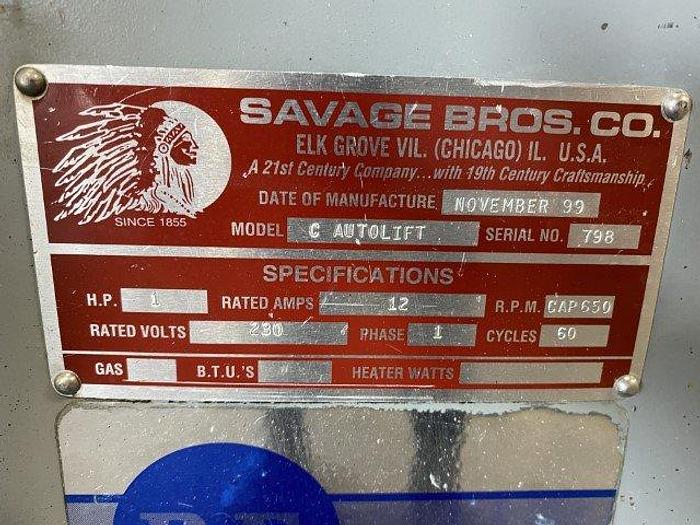 SAVAGE BROS. CO.
ELK GROVE VIL. (CHICAGO) IL. U.S.A.
A 21st Century Company...with 19th Century Craftsmanship
SINCE 1855
DATE OF MANUFACTURE NOVEMBER 99
MODEL C AUTOLIFT SERIAL NO. 798
SPECIFICATIONS
H.P. 1 RATED AMPS 12 R.P.M. CAP650
RATED VOLTS 230 PHASE 1 CYCLES 60
GAS B.T.U.'S HEATER WATTS